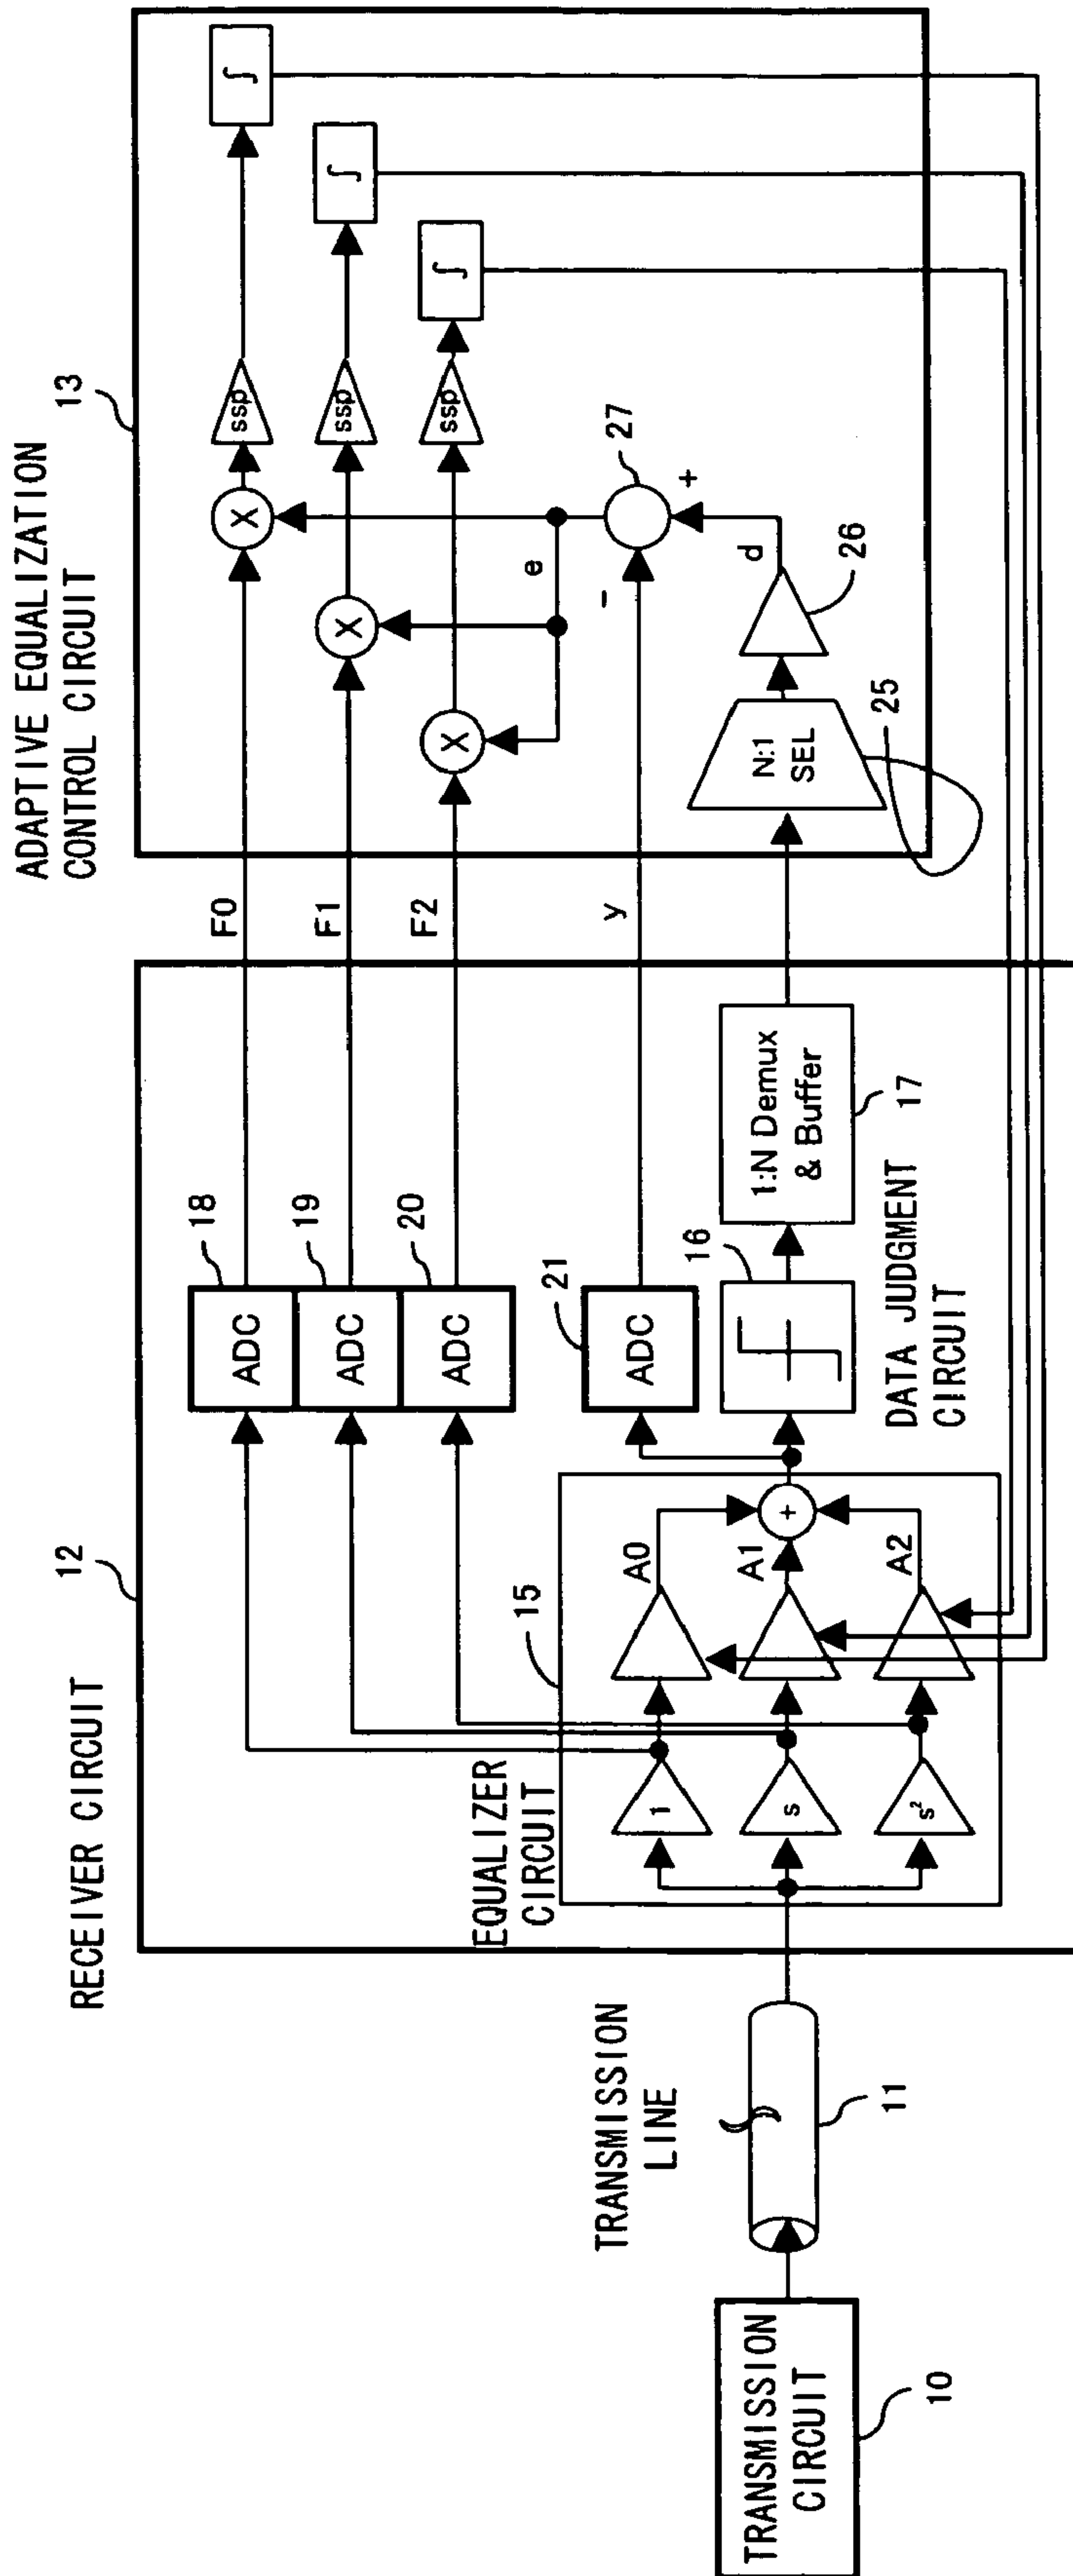 ADAPTIVE EQUALIZATION
CONTROL CIRCUIT
13
RECEIVER CIRCUIT
12
F0
F1
F2
y
ssp
ssp
ssp
∫
∫
∫
X
X
X
e
27
+
−
d
26
N:1
SEL
25
18
19
20
21
ADC
ADC
ADC
ADC
16
1:N Demux
& Buffer
17
DATA JUDGMENT
CIRCUIT
EQUALIZER
CIRCUIT
15
A0
A1
A2
+
1
s
s²
TRANSMISSION
LINE
11
TRANSMISSION
CIRCUIT
10